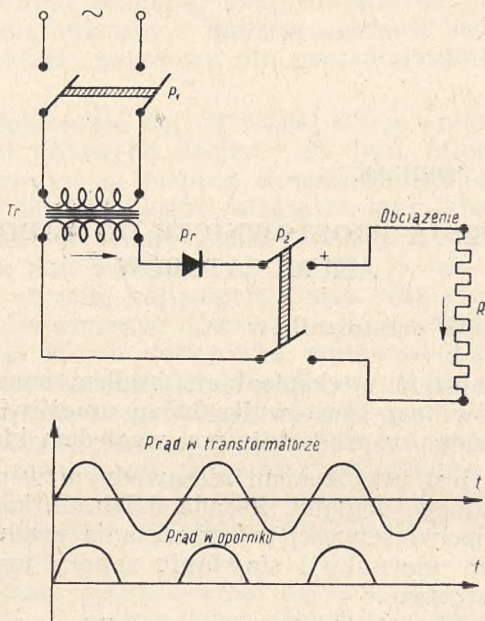 ~
P₁
Tr
Pr
P₂
+
Obciążenie
R
Prąd w transformatorze
t
Prąd w oporniku
t